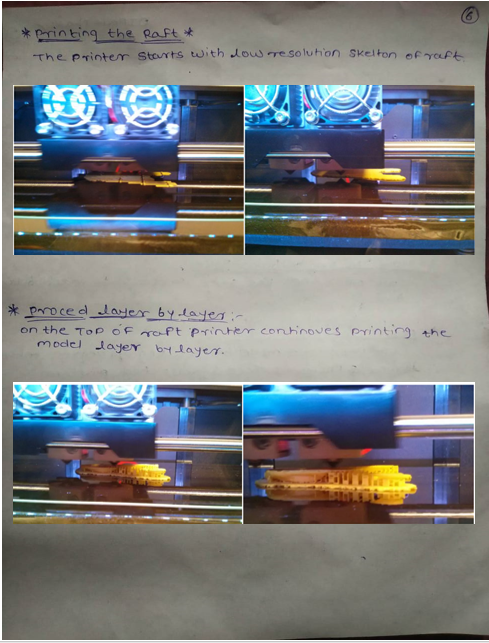 6
* Printing the Raft *
The Printer starts with low resolution skelton of raft.
* Proced layer by layer :-
on the TOP OF raft Printer continoves printing the
model layer by layer.